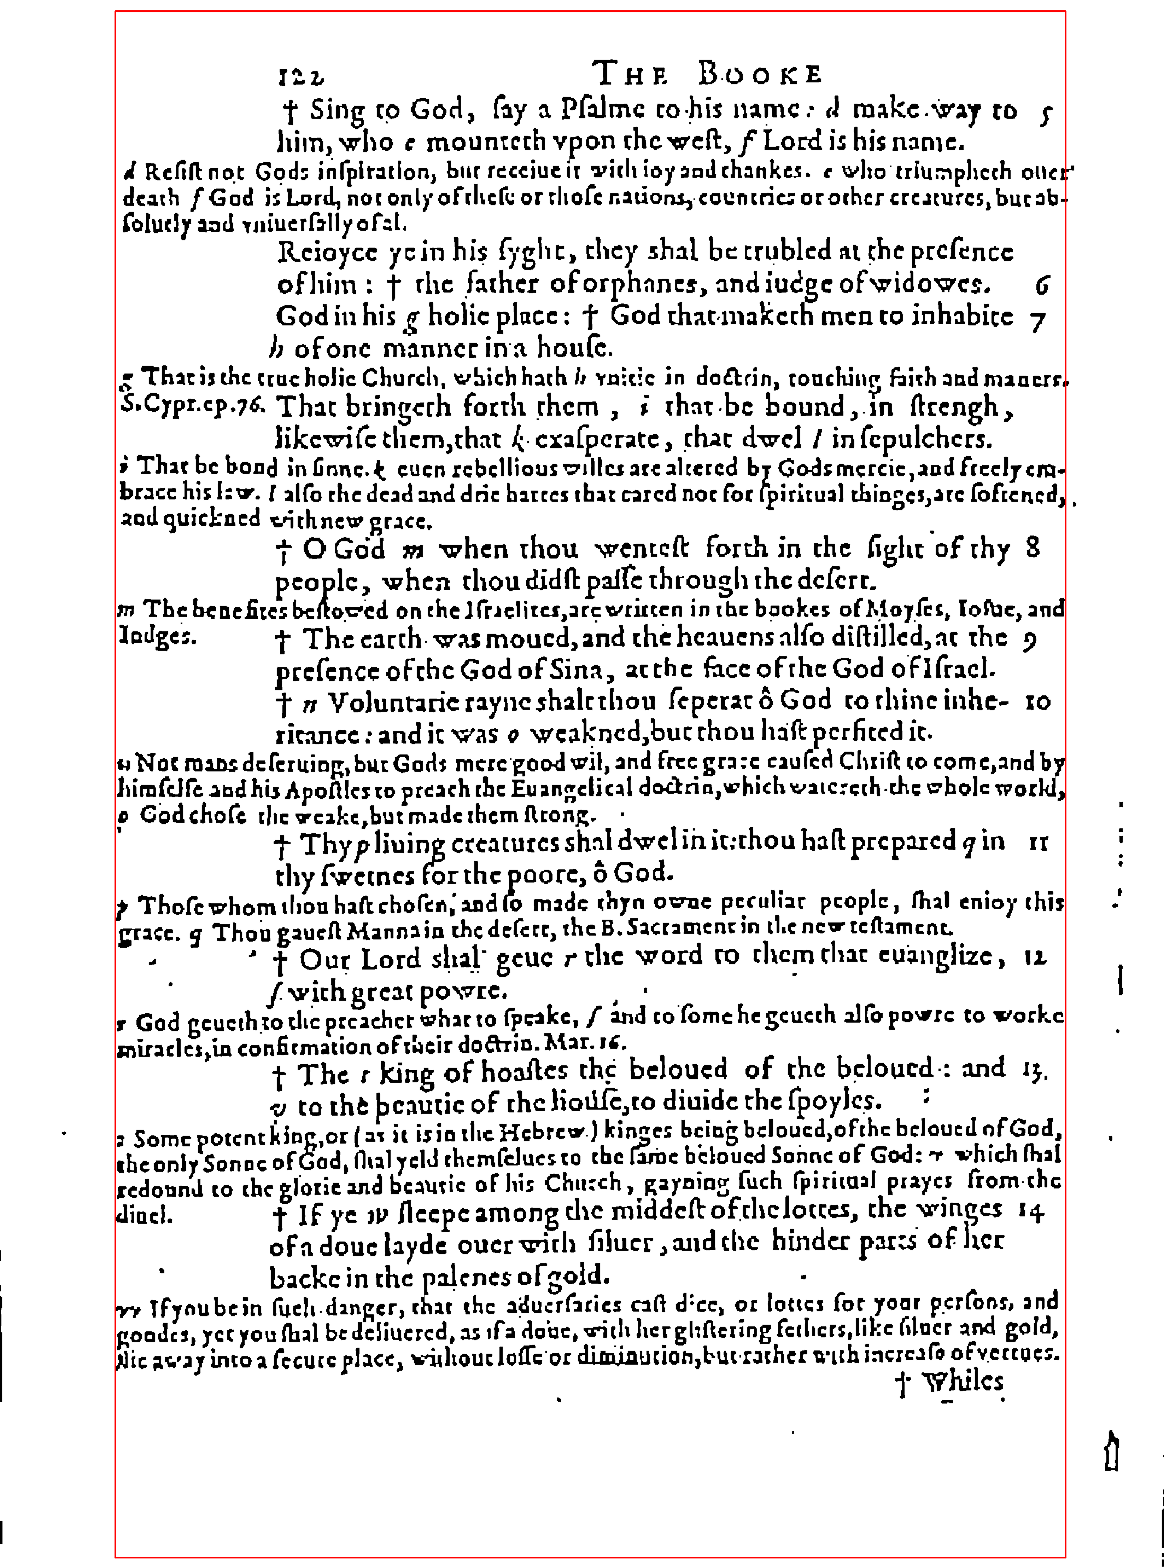 122 THE BOOKE
† Sing to God, ſay a Pſalme to his name: d make way to 5
him, who e mounteth vpon the weſt, f Lord is his name.
d Reſiſt not Gods inſpiration, but receiue it with ioy and thankes. e who triumpheth ouer
death f God is Lord, not only of theſe or thoſe nations, countries or other creatures, but ab-
ſolutly and vniuerſally of al.
Reioyce ye in his ſyght, they shal be trubled at the preſence
of him: † the father of orphanes, and iudge of widowes. 6
God in his g holie place: † God that maketh men to inhabite 7
h of one manner in a houſe.
g That is the true holie Church, which hath h vnitie in doctrin, touching faith and maners.
S. Cypr. ep. 76. That bringeth forth them, i that be bound, in ſtrengh,
likewiſe them, that k exaſperate, that dwel l in ſepulchers.
i That be bond in ſinne. k euen rebellious willes are altered by Gods mercie, and freely em-
brace his law. l alſo the dead and drie hartes that cared not for ſpiritual thinges, are ſoftened,
and quickned with new grace.
† O God m when thou wenteſt forth in the ſight of thy 8
people, when thou didſt paſſe through the deſert.
m The benefites beſtowed on the Iſraelites, are written in the bookes of Moyſes, Ioſue, and
Iudges. † The earth was moued, and the heauens alſo diſtilled, at the 9
preſence of the God of Sina, at the face of the God of Iſrael.
† n Voluntarie rayne shalt thou ſeperat ô God to thine inhe- 10
ritance: and it was o weakned, but thou haſt perfited it.
n Not mans deſeruing, but Gods mere good wil, and free grace cauſed Chriſt to come, and by
himſelfe and his Apoſtles to preach the Euangelical doctrin, which watereth the whole world,
o God choſe the weake, but made them ſtrong.
† Thy p liuing creatures shal dwel in it: thou haſt prepared q in 11
thy ſwetnes for the poore, ô God.
p Thoſe whom thou haſt choſen, and ſo made thyn owne peculiar people, ſhal enioy this
grace. q Thou gaueſt Manna in the deſert, the B. Sacrament in the new teſtament.
† Our Lord shal geue r the word to them that euanglize, 12
ſ with great powre.
r God geueth to the preacher what to ſpeake, ſ and to ſome he geueth alſo powre to worke
miracles, in confirmation of their doctrin. Mar. 16.
† The t king of hoaſtes the beloued of the beloued: and 13.
v to the beautie of the houſe, to diuide the ſpoyles.
t Some potent king, or (as it is in the Hebrew) kinges being beloued, of the beloued of God,
the only Sonne of God, ſhal yeld themſelues to the ſame beloued Sonne of God: v which ſhal
redound to the glorie and beautie of his Church, gayning ſuch ſpiritual prayes from the
diuel. † If ye w ſleepe among the middeſt of the lottes, the winges 14
of a doue layde ouer with ſiluer, and the hinder parts of her
backe in the palenes of gold.
w If you be in ſuch danger, that the aduerſaries caſt dice, or lottes for your perſons, and
goodes, yet you ſhal be deliuered, as if a doue, with her gliſtering fethers, like ſiluer and gold,
flie away into a ſecure place, without loſſe or diminution, but rather with increaſe of vertues.
† Whiles